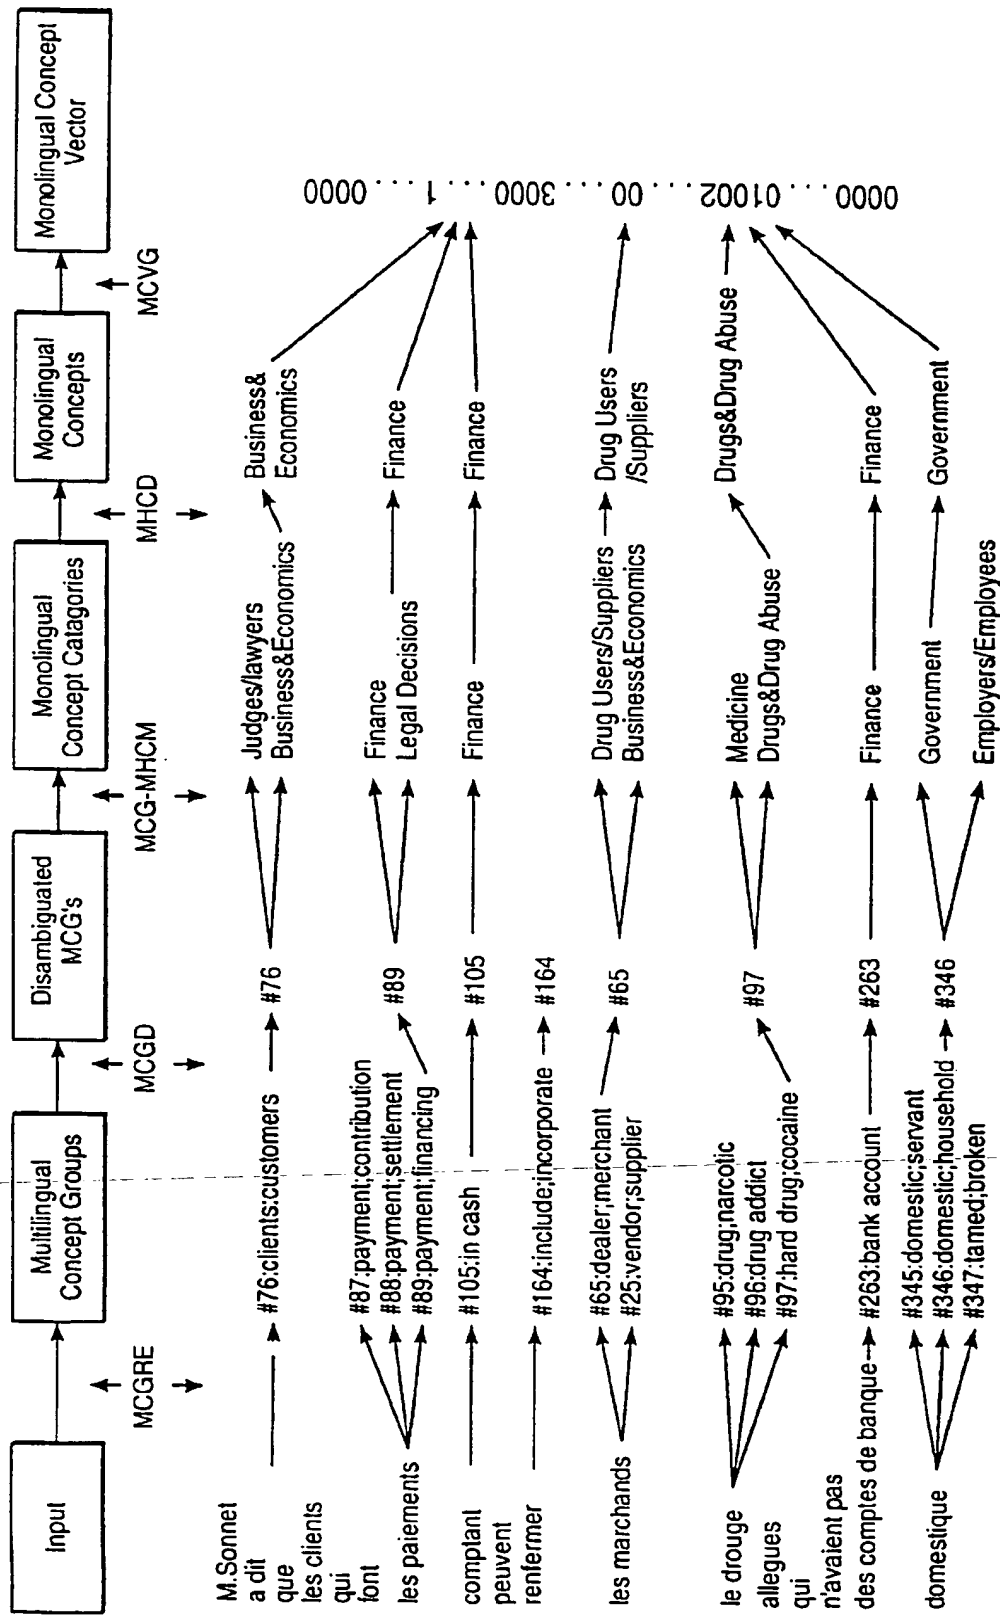 Input
Multilingual
Concept Groups
Disambiguated
MCG's
Monolingual
Concept Catagories
Monolingual
Concepts
Monolingual Concept
Vector
MCGRE
MCGD
MCG-MHCM
MHCD
MCVG
M.Sonnet
a dit
que
les clients
qui
font
#76:clients:customers
#76
Judges/lawyers
Business&Economics
Business&
Economics
les paiements
#87:payment;contribution
#88:payment;settlement
#89:payment;financing
#89
Finance
Legal Decisions
Finance
comptant
peuvent
renfermer
#105:in cash
#105
Finance
Finance
#164:include;incorporate
#164
les marchands
#65:dealer;merchant
#25:vendor;supplier
#65
Drug Users/Suppliers
Business&Economics
Drug Users
/Suppliers
le drouge
allegues
qui
n'avaient pas
des comptes de banque
#95:drug;narcotic
#96:drug addict
#97:hard drug;cocaine
#97
Medicine
Drugs&Drug Abuse
Drugs&Drug Abuse
#263:bank account
#263
Finance
Finance
domestique
#345:domestic;servant
#346:domestic;household
#347:tamed;broken
#346
Government
Employers/Employees
Government
0000....1.....3000....00.....01002
01002....0000